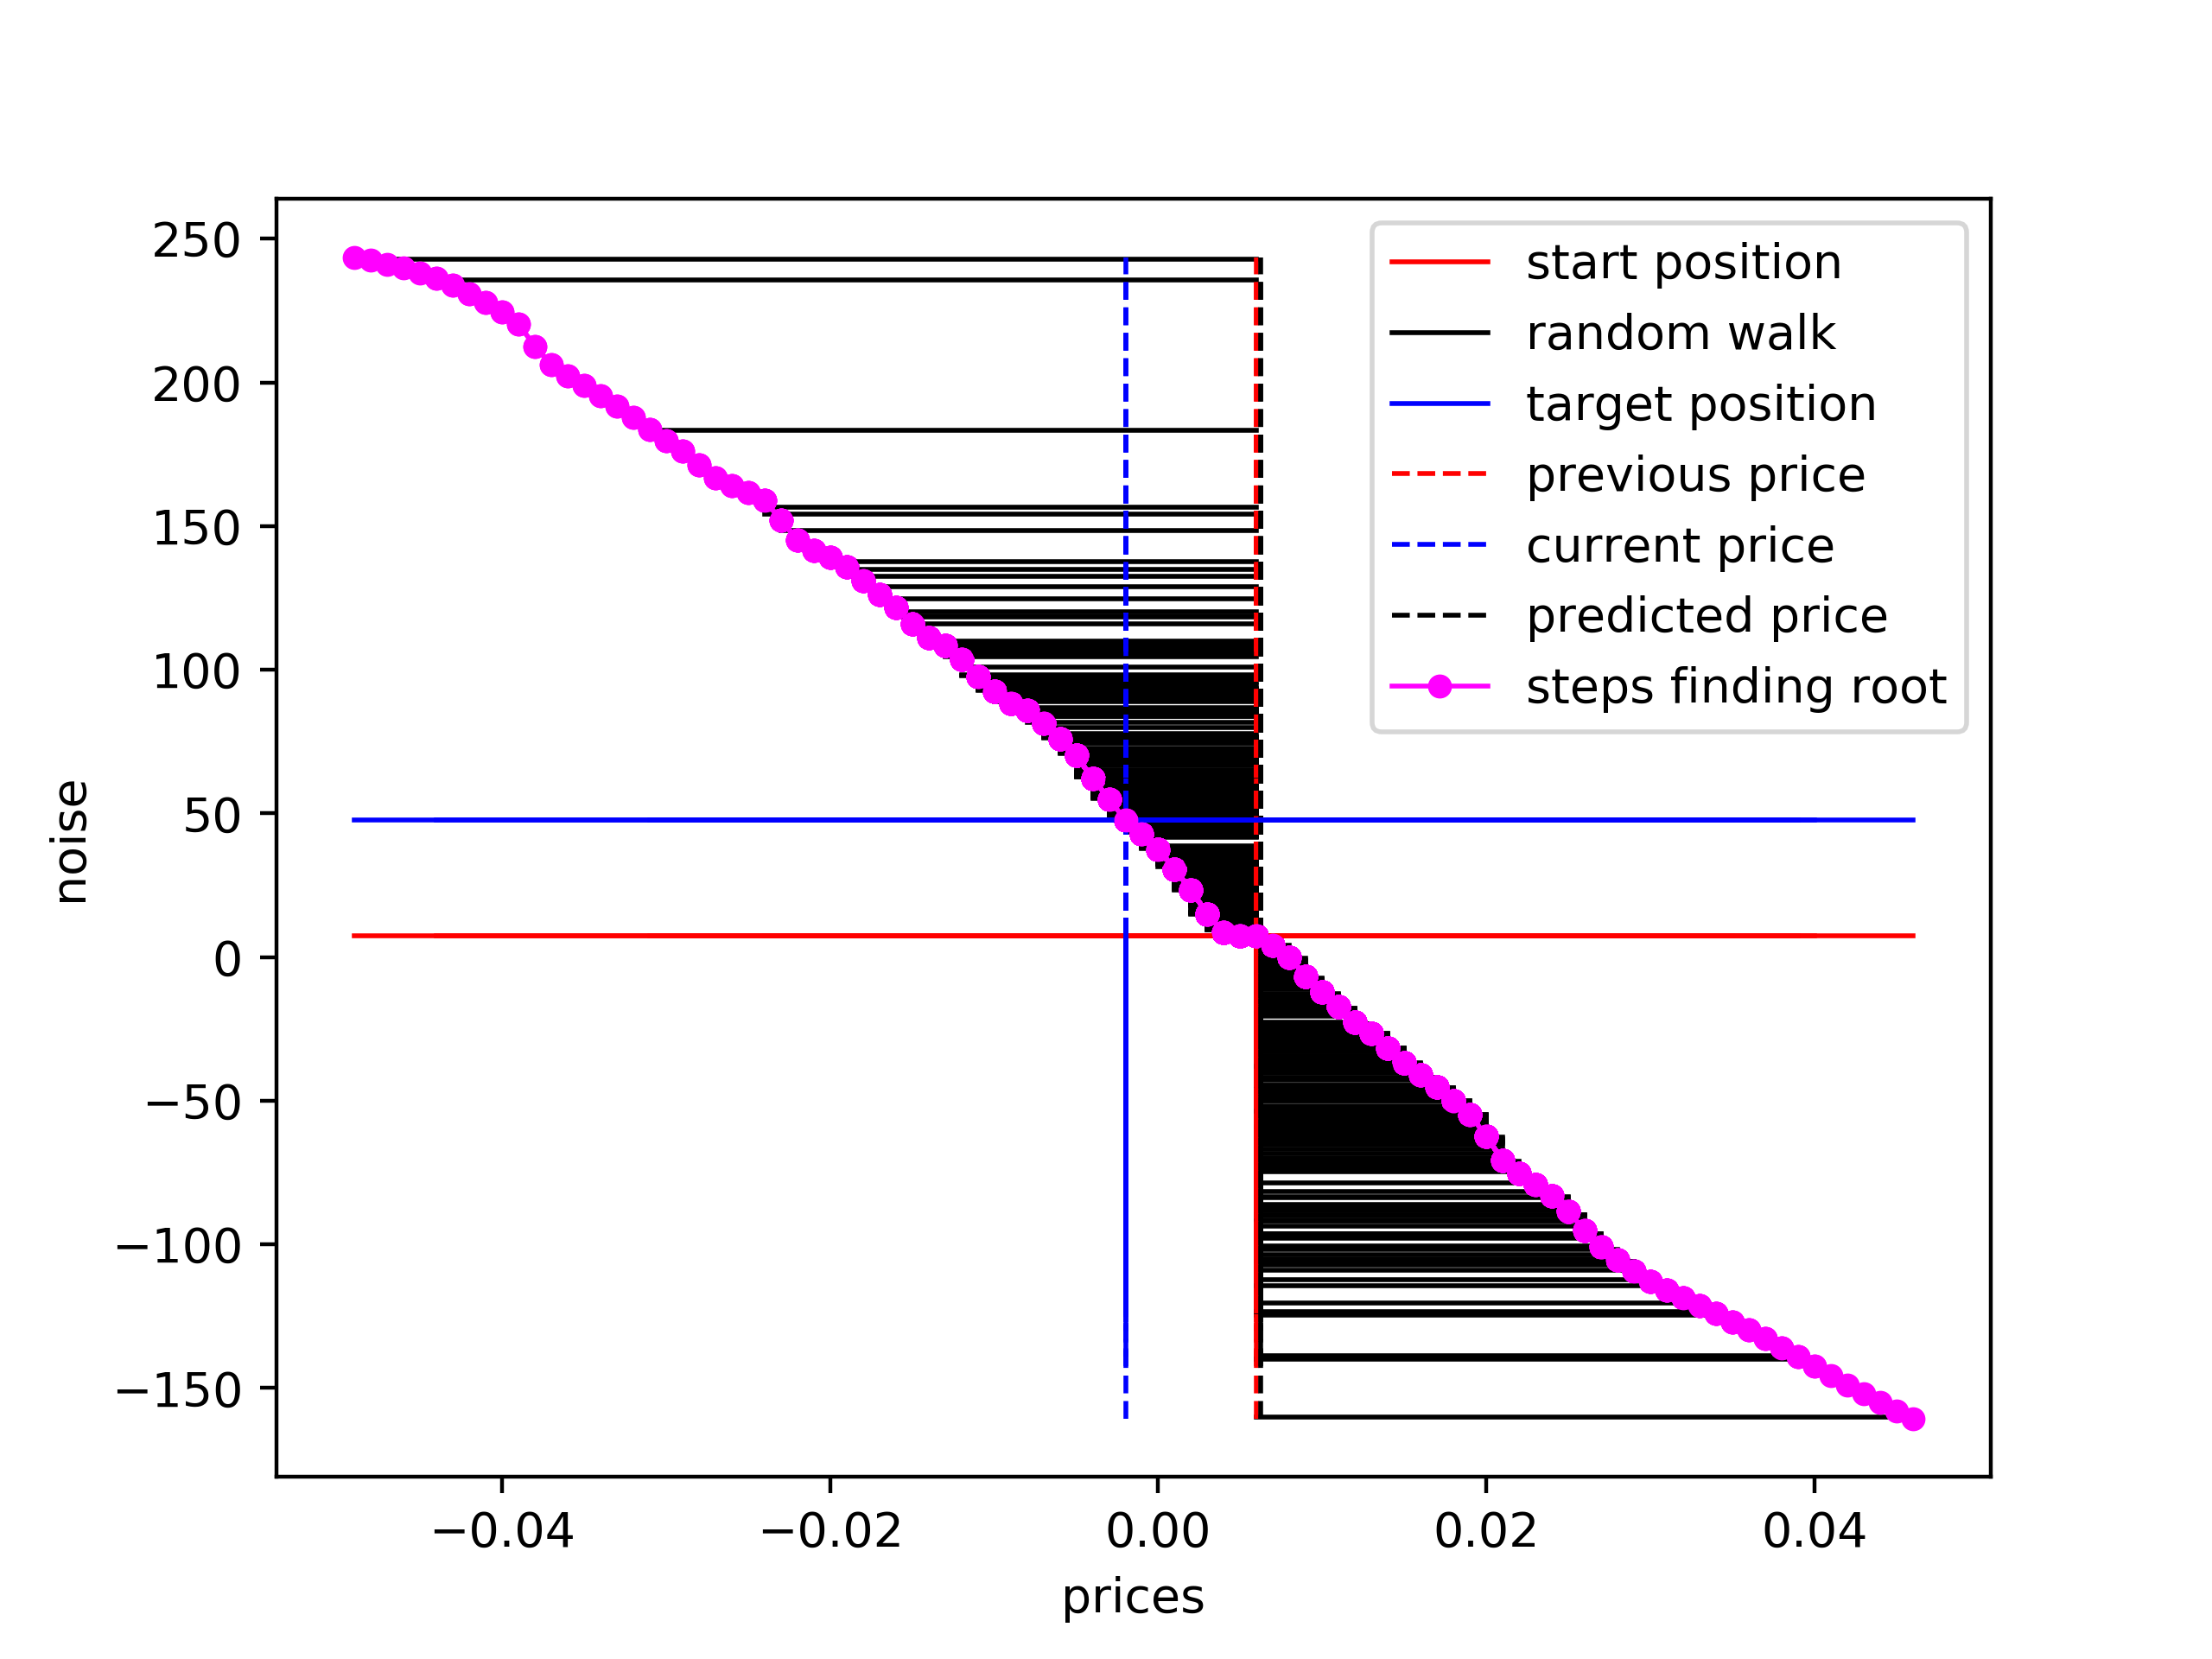 250
200
150
100
50
0
−50
−100
−150
noise
start position
random walk
target position
previous price
current price
predicted price
steps finding root
−0.04
−0.02
0.00
0.02
0.04
prices